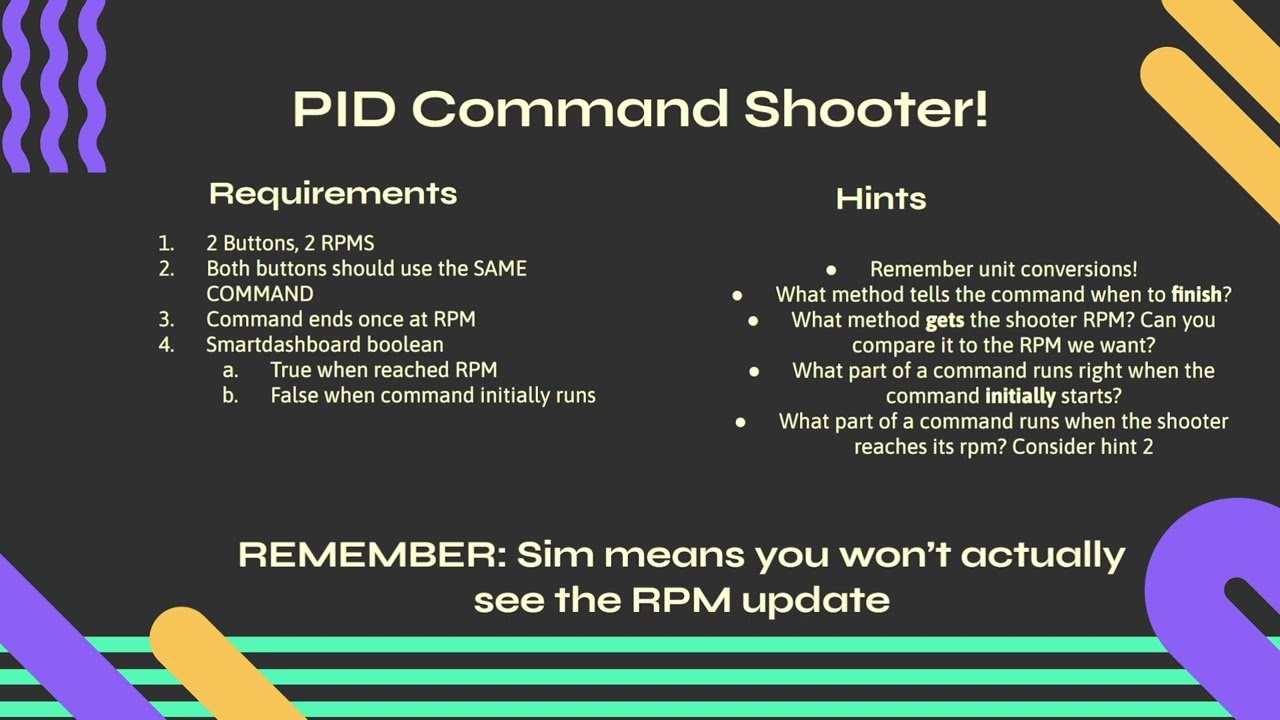 PID Command Shooter!
Requirements
1. 2 Buttons, 2 RPMS
2. Both buttons should use the SAME
COMMAND
3. Command ends once at RPM
4. Smartdashboard boolean
a. True when reached RPM
b. False when command initially runs
Hints
● Remember unit conversions!
● What method tells the command when to finish?
● What method gets the shooter RPM? Can you
compare it to the RPM we want?
● What part of a command runs right when the
command initially starts?
● What part of a command runs when the shooter
reaches its rpm? Consider hint 2
REMEMBER: Sim means you won’t actually
see the RPM update